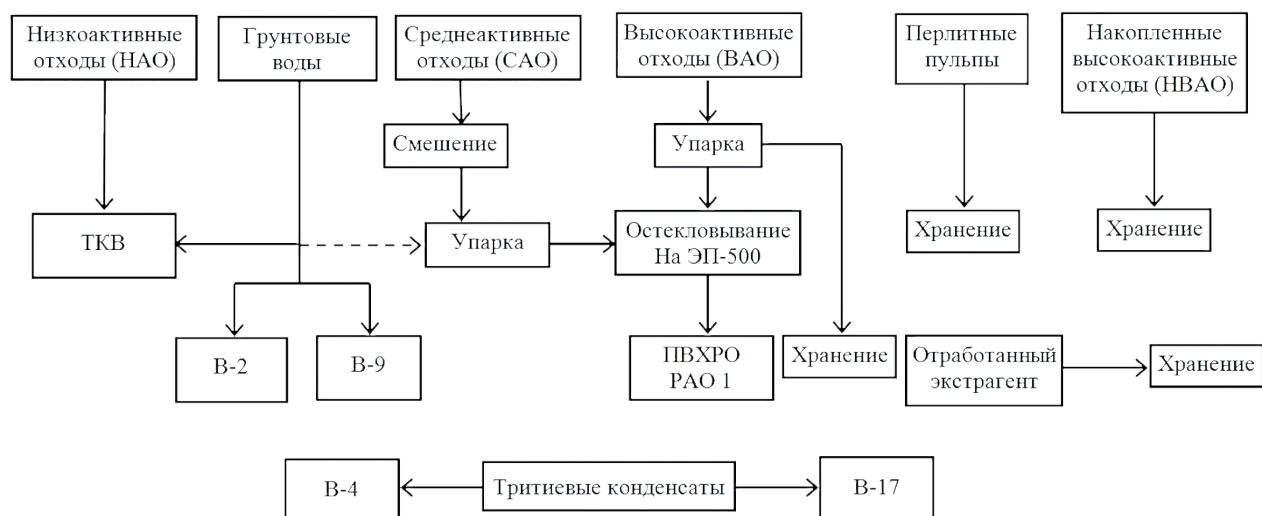 Низкоактивные
отходы (НАО)
Грунтовые
воды
Среднеактивные
отходы (САО)
Высокоактивные
отходы (ВАО)
Перлитные
пульпы
Накопленные
высокоактивные
отходы (НВАО)
Смешение
Упарка
ТКВ
Упарка
Остекловывание
На ЭП-500
Хранение
Хранение
В-2
В-9
ПВХРО
РАО 1
Хранение
Отработанный
экстрагент
Хранение
В-4
Тритиевые конденсаты
В-17